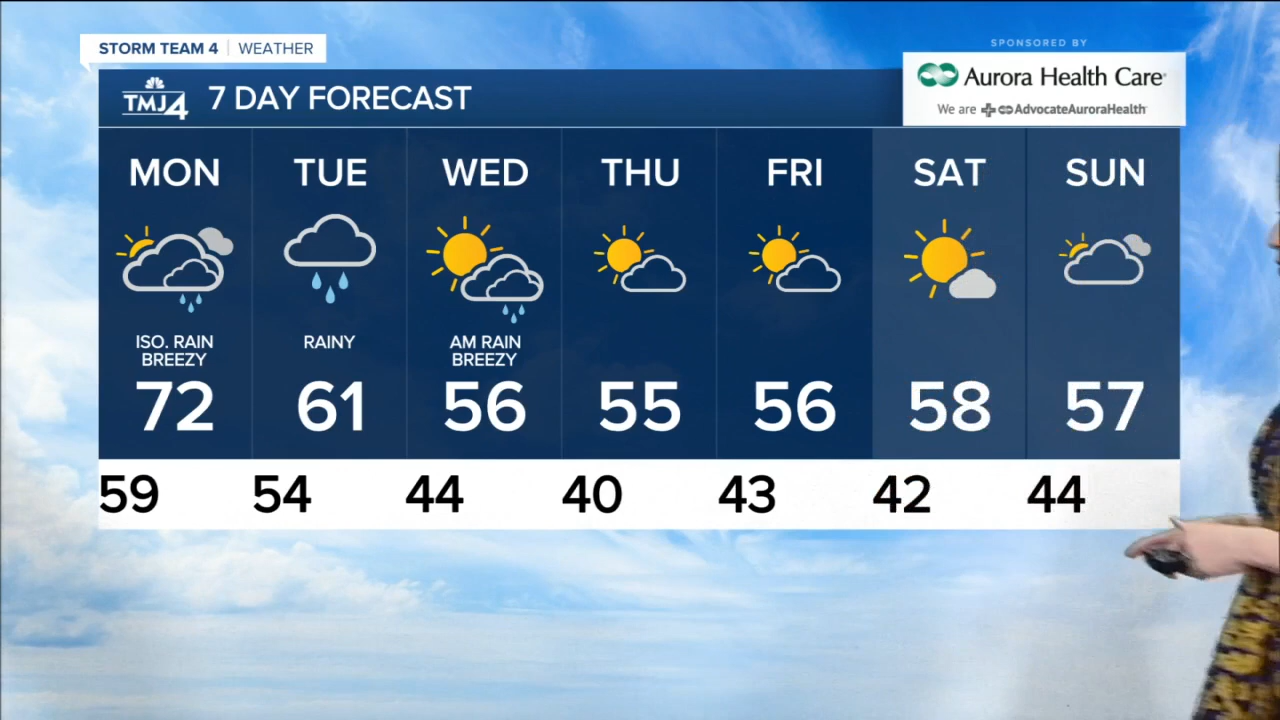 STORM TEAM 4 | WEATHER
SPONSORED BY
Aurora Health Care
We are AdvocateAuroraHealth
TMJ4 7 DAY FORECAST
MON TUE WED THU FRI SAT SUN
ISO. RAIN RAINY AM RAIN
BREEZY BREEZY
72 61 56 55 56 58 57
59 54 44 40 43 42 44